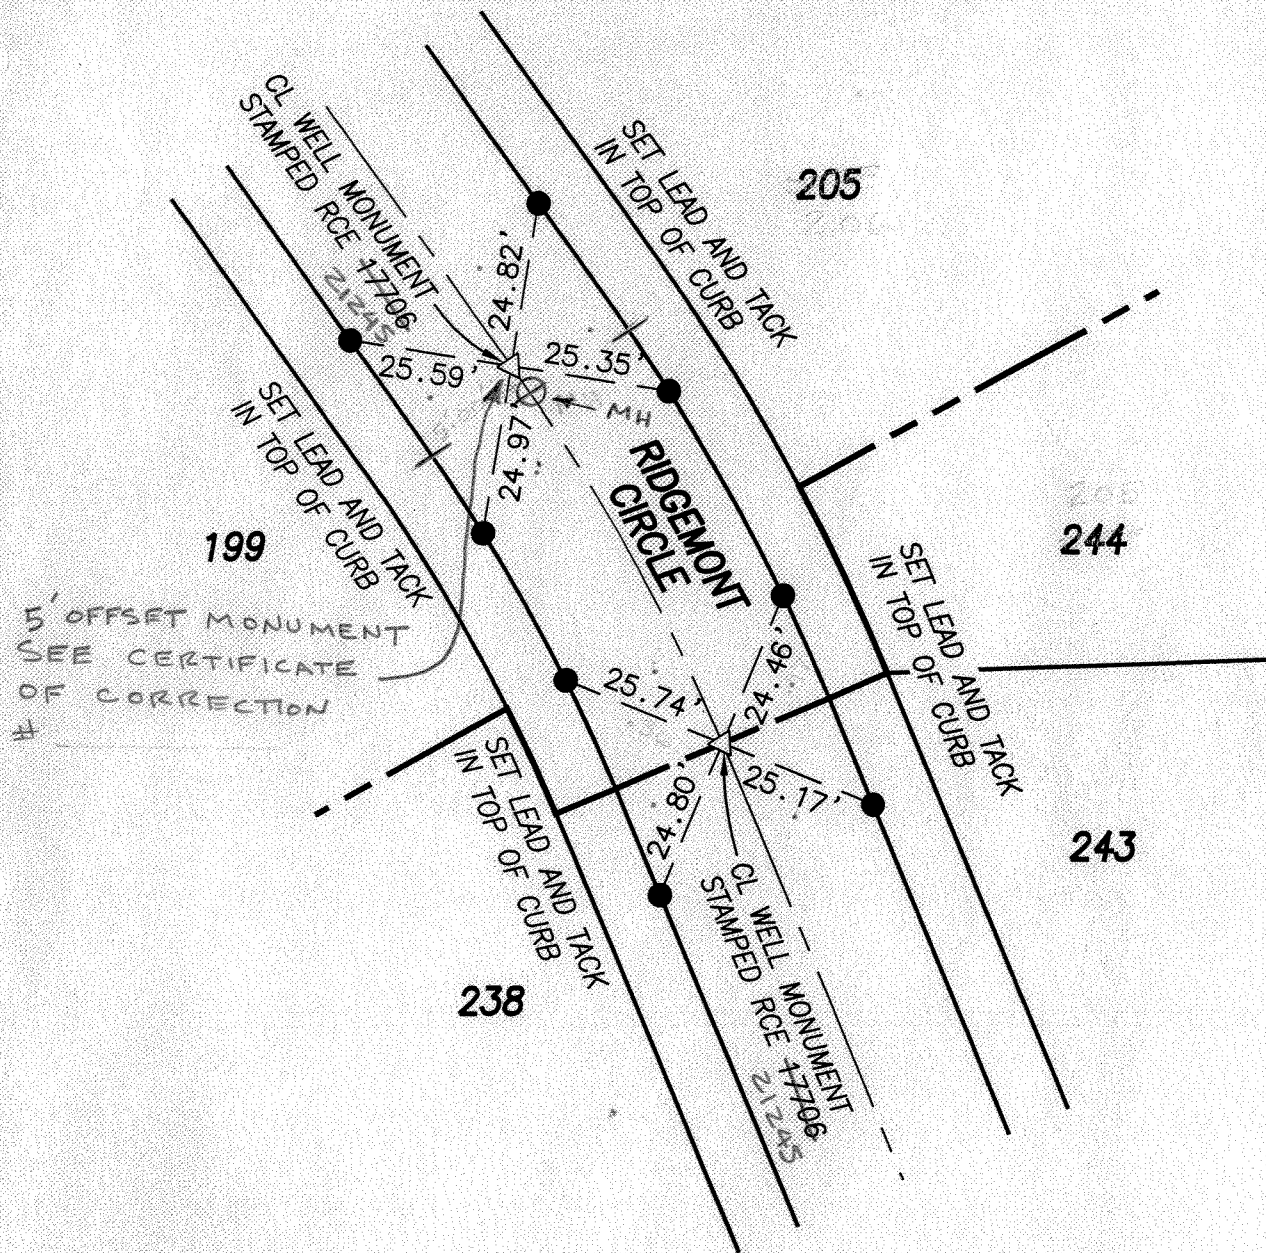 CL WELL MONUMENT
STAMPED RCE 17706
21245
SET LEAD AND TACK
IN TOP OF CURB
205
24.82'
25.59'
25.35'
MH
24.97'
SET LEAD AND TACK
IN TOP OF CURB
RIDGEMONT
CIRCLE
199
244
5' OFFSET MONUMENT
SEE CERTIFICATE
OF CORRECTION
#
SET LEAD AND TACK
IN TOP OF CURB
25.74'
24.46'
24.80'
25.17'
SET LEAD AND TACK
IN TOP OF CURB
243
CL WELL MONUMENT
STAMPED RCE 17706
21245
238